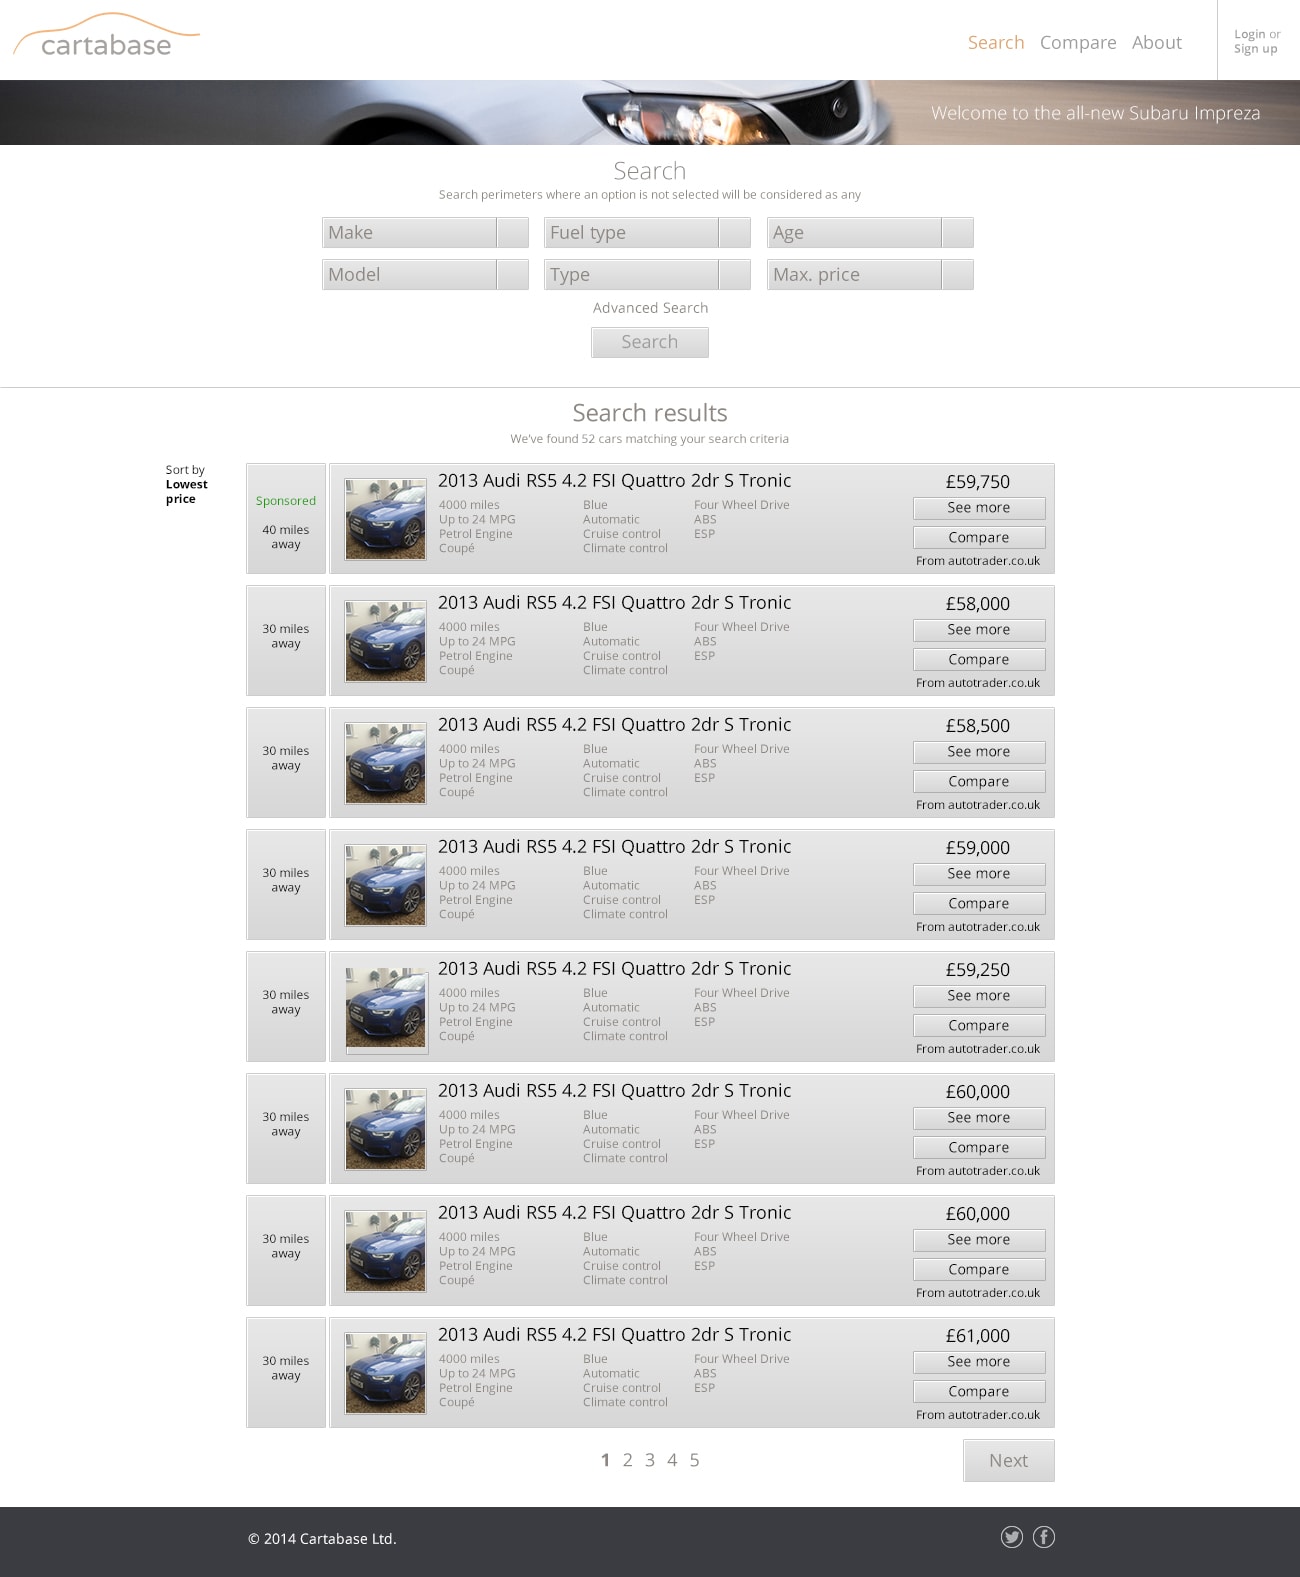 cartabase
Search Compare About
Login or
Sign up
Welcome to the all-new Subaru Impreza
Search
Search perimeters where an option is not selected will be considered as any
Make
Fuel type
Age
Model
Type
Max. price
Advanced Search
Search
Search results
We've found 52 cars matching your search criteria
Sort by
Lowest
price
Sponsored
40 miles
away
2013 Audi RS5 4.2 FSI Quattro 2dr S Tronic
4000 miles
Up to 24 MPG
Petrol Engine
Coupé
Blue
Automatic
Cruise control
Climate control
Four Wheel Drive
ABS
ESP
£59,750
See more
Compare
From autotrader.co.uk
30 miles
away
2013 Audi RS5 4.2 FSI Quattro 2dr S Tronic
4000 miles
Up to 24 MPG
Petrol Engine
Coupé
Blue
Automatic
Cruise control
Climate control
Four Wheel Drive
ABS
ESP
£58,000
See more
Compare
From autotrader.co.uk
30 miles
away
2013 Audi RS5 4.2 FSI Quattro 2dr S Tronic
4000 miles
Up to 24 MPG
Petrol Engine
Coupé
Blue
Automatic
Cruise control
Climate control
Four Wheel Drive
ABS
ESP
£58,500
See more
Compare
From autotrader.co.uk
30 miles
away
2013 Audi RS5 4.2 FSI Quattro 2dr S Tronic
4000 miles
Up to 24 MPG
Petrol Engine
Coupé
Blue
Automatic
Cruise control
Climate control
Four Wheel Drive
ABS
ESP
£59,000
See more
Compare
From autotrader.co.uk
30 miles
away
2013 Audi RS5 4.2 FSI Quattro 2dr S Tronic
4000 miles
Up to 24 MPG
Petrol Engine
Coupé
Blue
Automatic
Cruise control
Climate control
Four Wheel Drive
ABS
ESP
£59,250
See more
Compare
From autotrader.co.uk
30 miles
away
2013 Audi RS5 4.2 FSI Quattro 2dr S Tronic
4000 miles
Up to 24 MPG
Petrol Engine
Coupé
Blue
Automatic
Cruise control
Climate control
Four Wheel Drive
ABS
ESP
£60,000
See more
Compare
From autotrader.co.uk
30 miles
away
2013 Audi RS5 4.2 FSI Quattro 2dr S Tronic
4000 miles
Up to 24 MPG
Petrol Engine
Coupé
Blue
Automatic
Cruise control
Climate control
Four Wheel Drive
ABS
ESP
£60,000
See more
Compare
From autotrader.co.uk
30 miles
away
2013 Audi RS5 4.2 FSI Quattro 2dr S Tronic
4000 miles
Up to 24 MPG
Petrol Engine
Coupé
Blue
Automatic
Cruise control
Climate control
Four Wheel Drive
ABS
ESP
£61,000
See more
Compare
From autotrader.co.uk
1 2 3 4 5
Next
© 2014 Cartabase Ltd.